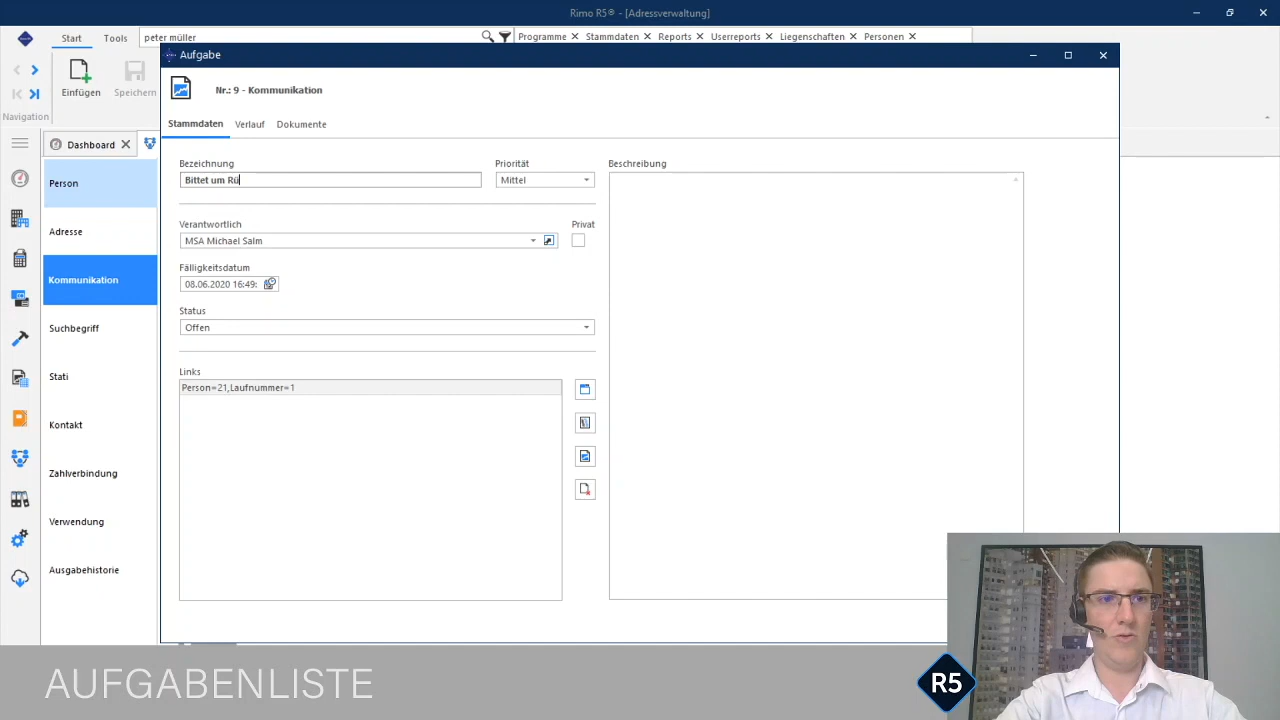 Rimo R5® - [Adressverwaltung]
Start Tools peter müller Programme Stammdaten Reports Userreports Liegenschaften Personen
Aufgabe
Einfügen Speichern
Navigation
Nr.: 9 - Kommunikation
Stammdaten Verlauf Dokumente
Dashboard
Person
Adresse
Kommunikation
Suchbegriff
Stati
Kontakt
Zahlverbindung
Verwendung
Ausgabehistorie
Bezeichnung Priorität Beschreibung
Bittet um Rü Mittel
Verantwortlich Privat
MSA Michael Salm
Fälligkeitsdatum
08.06.2020 16:49:
Status
Offen
Links
Person=21,Laufnummer=1
AUFGABENLISTE
R5